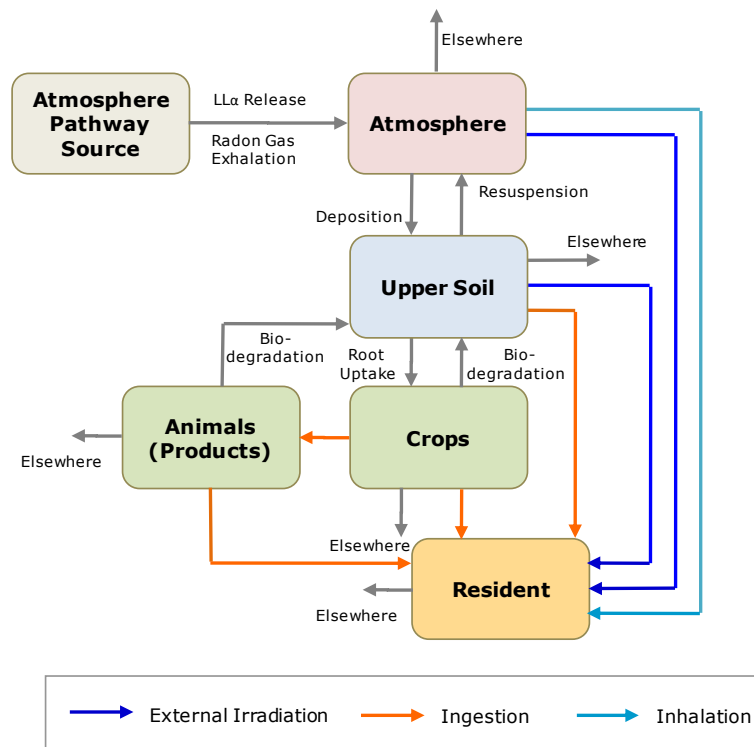 Elsewhere
Atmosphere
Pathway
Source
LLα Release
Radon Gas
Exhalation
Atmosphere
Deposition
Resuspension
Elsewhere
Upper Soil
Bio-
degradation
Root
Uptake
Bio-
degradation
Animals
(Products)
Crops
Elsewhere
Elsewhere
Resident
Elsewhere
External Irradiation
Ingestion
Inhalation